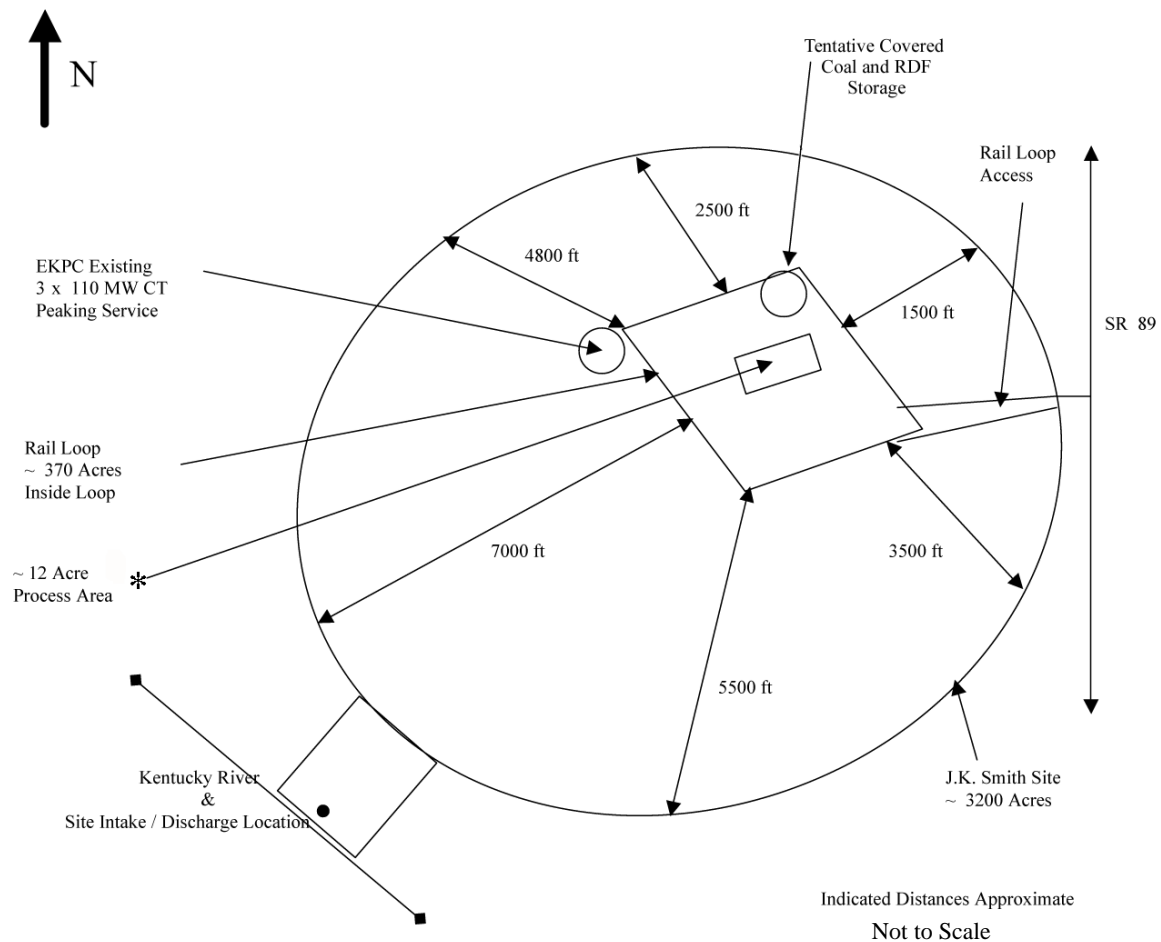 N
Tentative Covered
Coal and RDF
Storage
Rail Loop
Access
2500 ft
4800 ft
EKPC Existing
3 x 110 MW CT
Peaking Service
1500 ft
SR 89
Rail Loop
~ 370 Acres
Inside Loop
7000 ft
3500 ft
~ 12 Acre
Process Area
*
5500 ft
Kentucky River
&
Site Intake / Discharge Location
J.K. Smith Site
~ 3200 Acres
Indicated Distances Approximate
Not to Scale